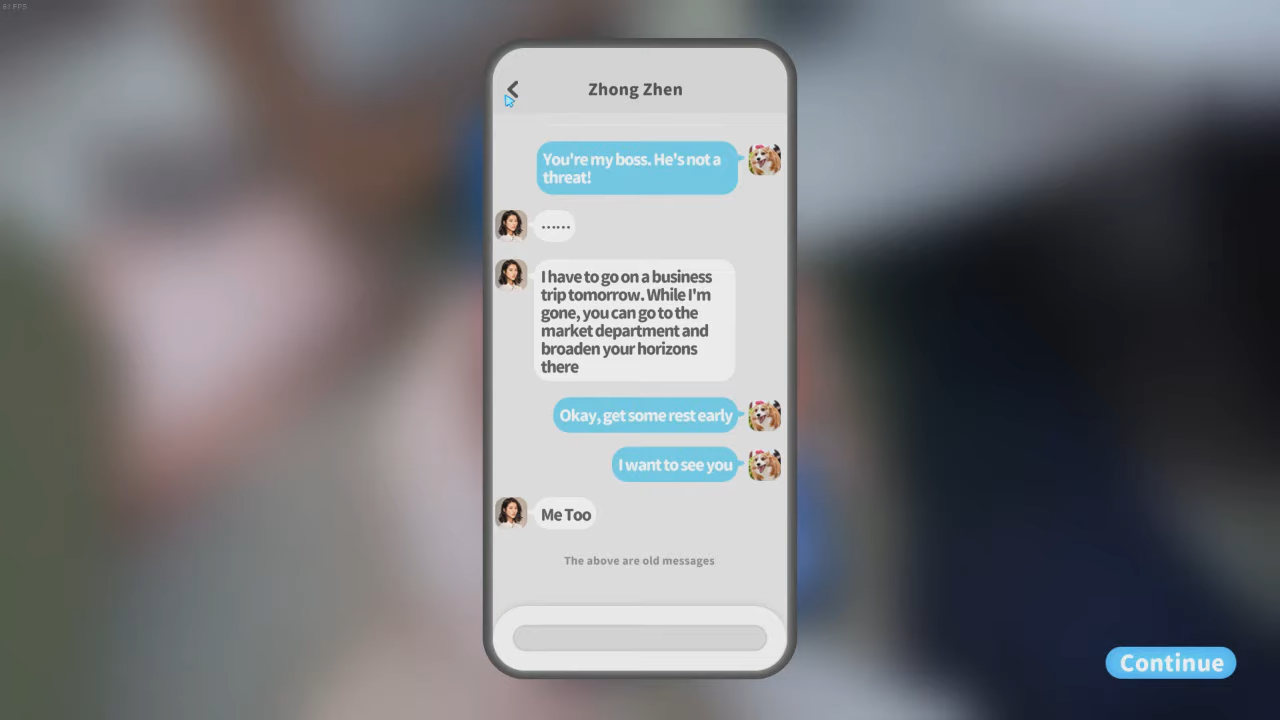 61 FPS
Zhong Zhen
You're my boss. He's not a
threat!
......
I have to go on a business
trip tomorrow. While I'm
gone, you can go to the
market department and
broaden your horizons
there
Okay, get some rest early
I want to see you
Me Too
The above are old messages
Continue